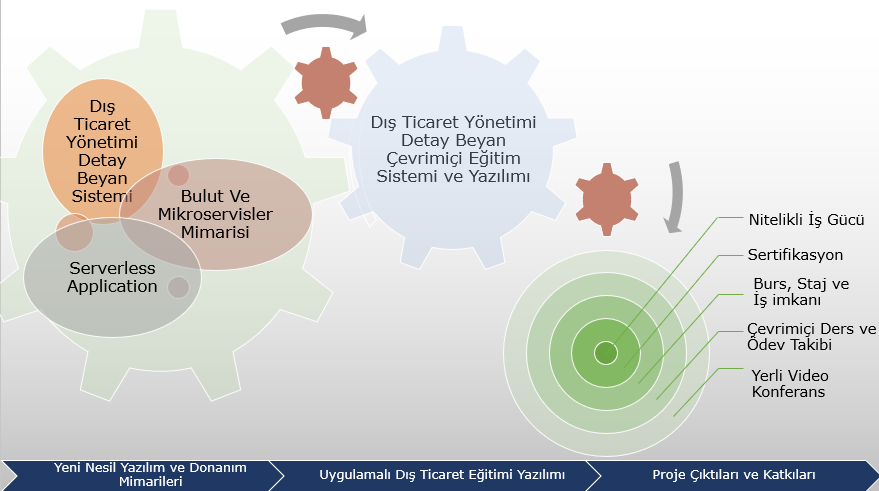 Dış
Ticaret
Yönetimi
Detay
Beyan
Sistemi
Bulut Ve
Mikroservisler
Mimarisi
Serverless
Application
Dış Ticaret Yönetimi
Detay Beyan
Çevrimiçi Eğitim
Sistemi ve Yazılımı
Nitelikli İş Gücü
Sertifikasyon
Burs, Staj ve
İş imkanı
Çevrimiçi Ders ve
Ödev Takibi
Yerli Video
Konferans
Yeni Nesil Yazılım ve Donanım
Mimarileri
Uygulamalı Dış Ticaret Eğitimi Yazılımı
Proje Çıktıları ve Katkıları